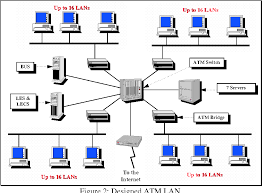 Up to 16 LANs
Up to 16 LANs
BUS
ATM Switch
LES &
LECS
7 Servers
ATM Bridge
Up to 16 LANs
To the
Internet
Up to 16 LANs
Figure 2: Designed ATM LAN